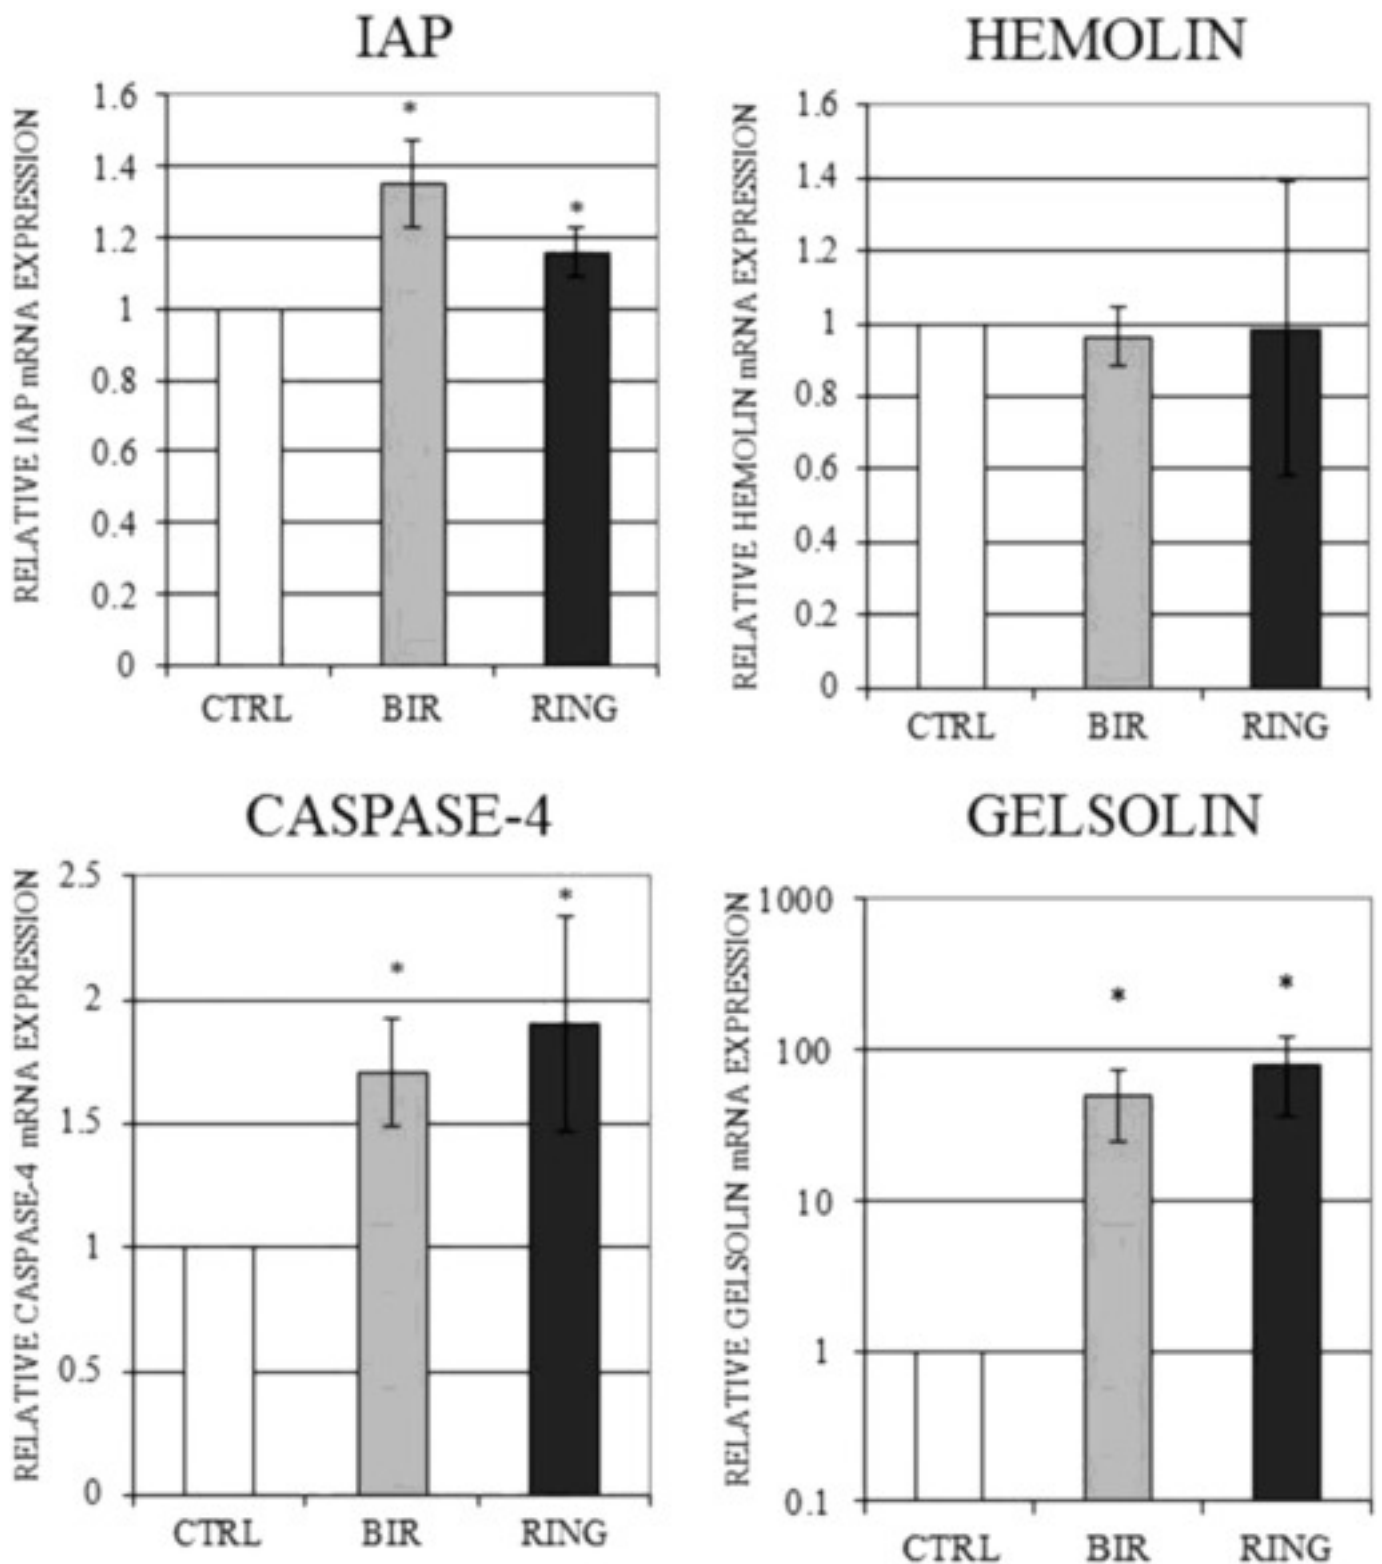 IAP
RELATIVE IAP mRNA EXPRESSION
1.6
*
1.4
*
1.2
1
0.8
0.6
0.4
0.2
0
CTRL BIR RING
HEMOLIN
RELATIVE HEMOLIN mRNA EXPRESSION
1.6
1.4
1.2
1
0.8
0.6
0.4
0.2
0
CTRL BIR RING
CASPASE-4
RELATIVE CASPASE-4 mRNA EXPRESSION
2.5
*
*
2
1.5
1
0.5
0
CTRL BIR RING
GELSOLIN
RELATIVE GELSOLIN mRNA EXPRESSION
1000
* *
100
10
1
0.1
CTRL BIR RING